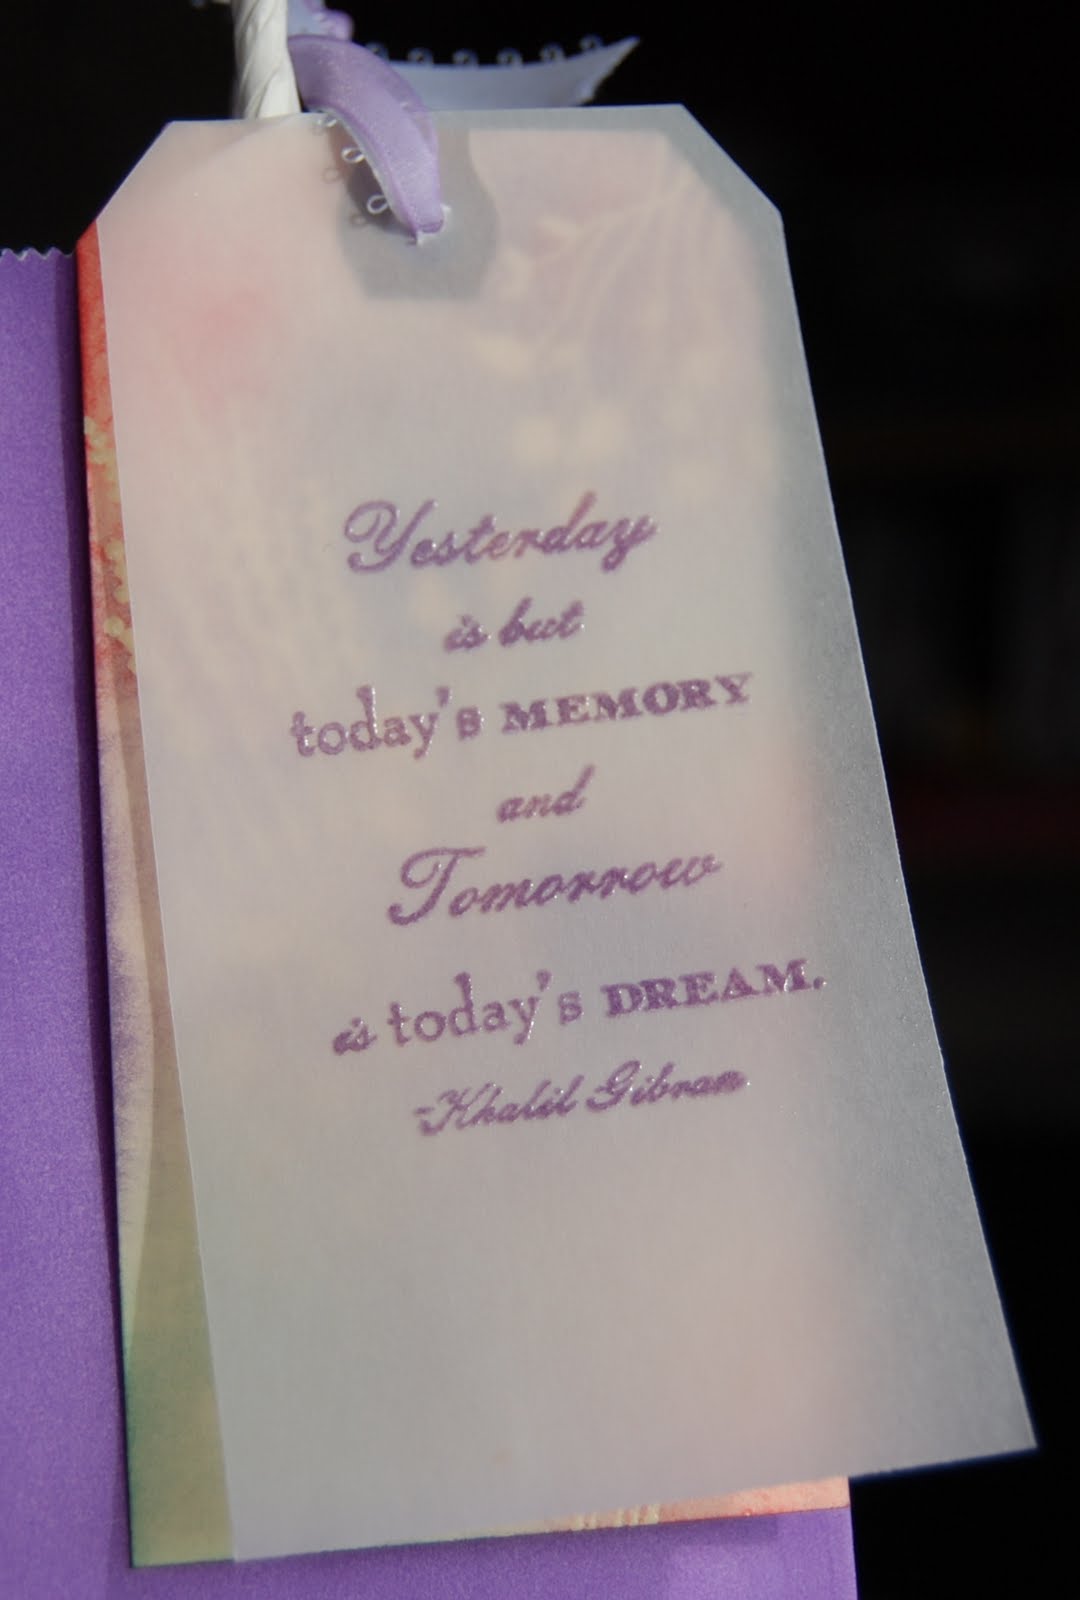 Yesterday
is but
today's MEMORY
and
Tomorrow
is today's DREAM.
-Khalil Gibran